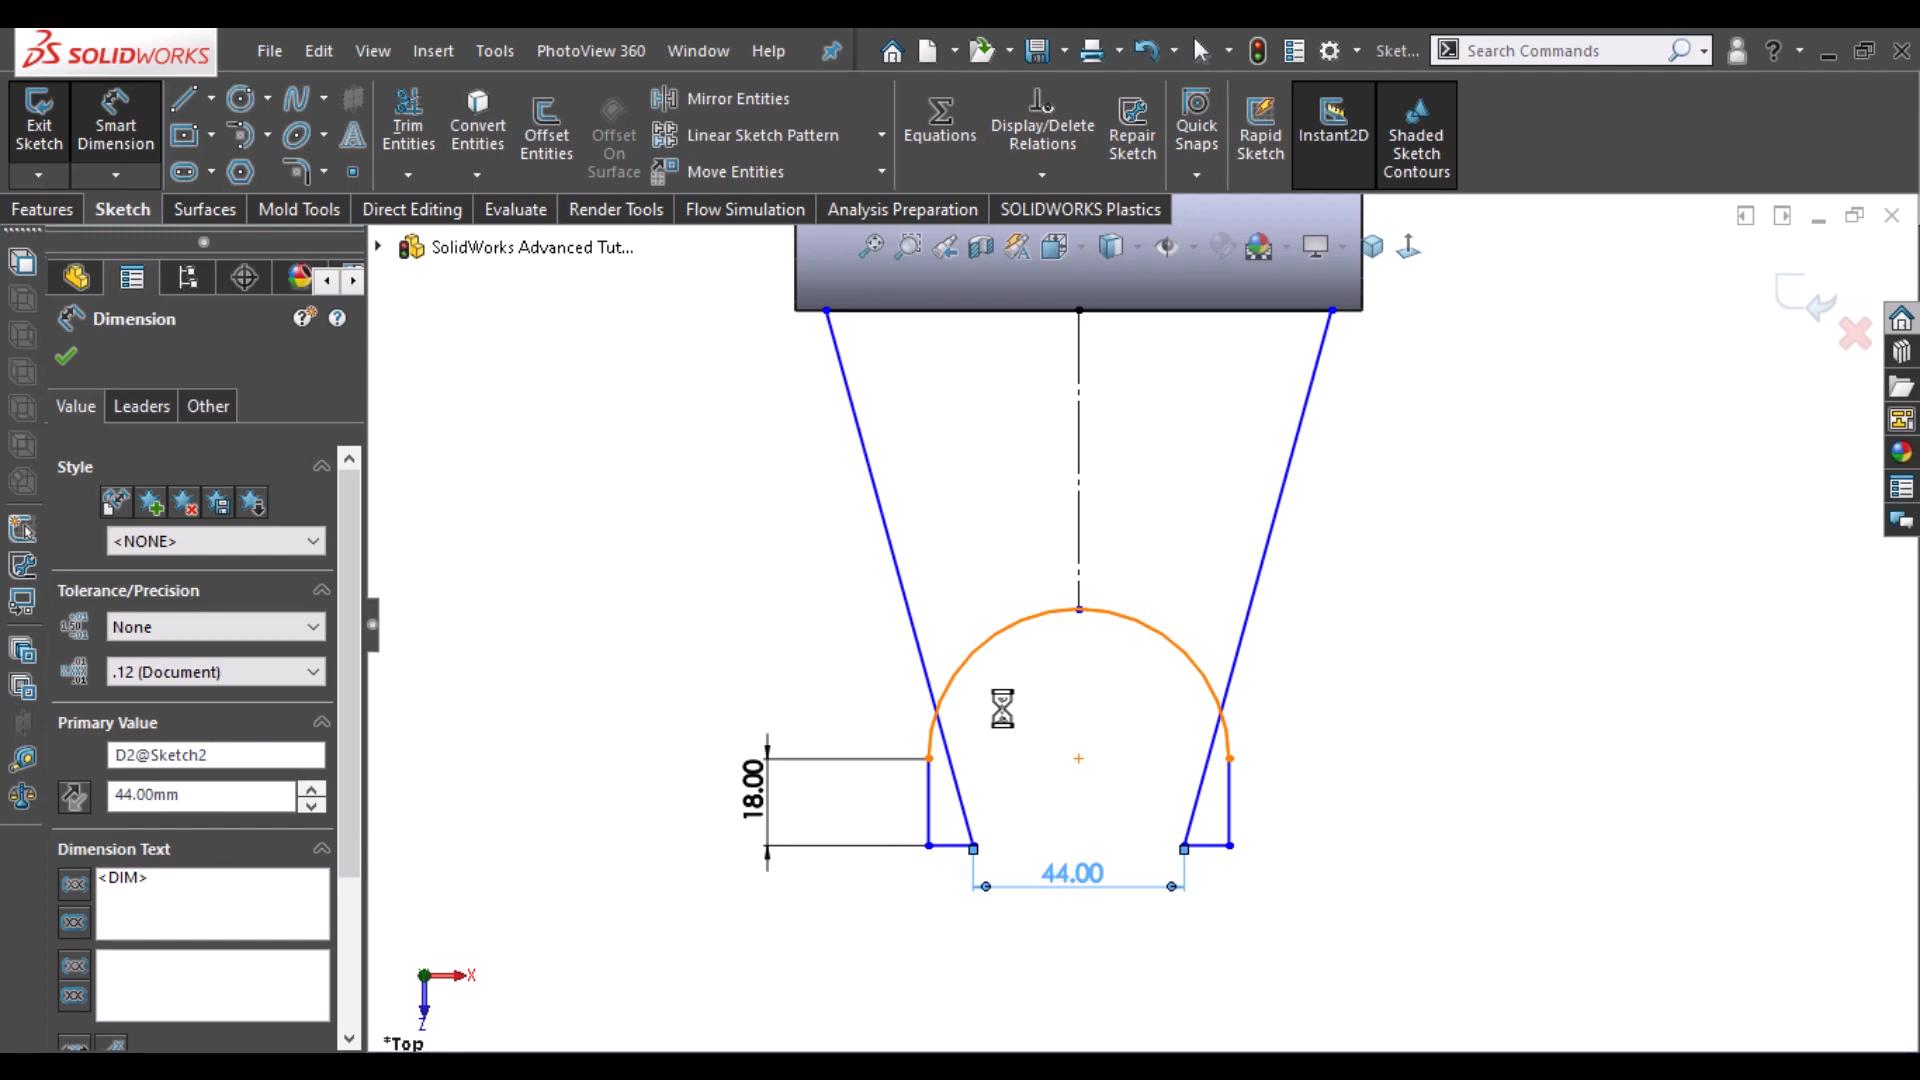 SOLIDWORKS File Edit View Insert Tools PhotoView 360 Window Help Sket... Search Commands
Exit Sketch
Smart Dimension
Trim Entities
Convert Entities
Offset Entities
Offset On Surface
Mirror Entities
Linear Sketch Pattern
Move Entities
Equations
Display/Delete Relations
Repair Sketch
Quick Snaps
Rapid Sketch
Instant2D
Shaded Sketch Contours
Features Sketch Surfaces Mold Tools Direct Editing Evaluate Render Tools Flow Simulation Analysis Preparation SOLIDWORKS Plastics
SolidWorks Advanced Tut...
Dimension
Value Leaders Other
Style
<NONE>
Tolerance/Precision
None
.12 (Document)
Primary Value
D2@Sketch2
44.00mm
Dimension Text
<DIM>
18.00
44.00
X
Z
*Top